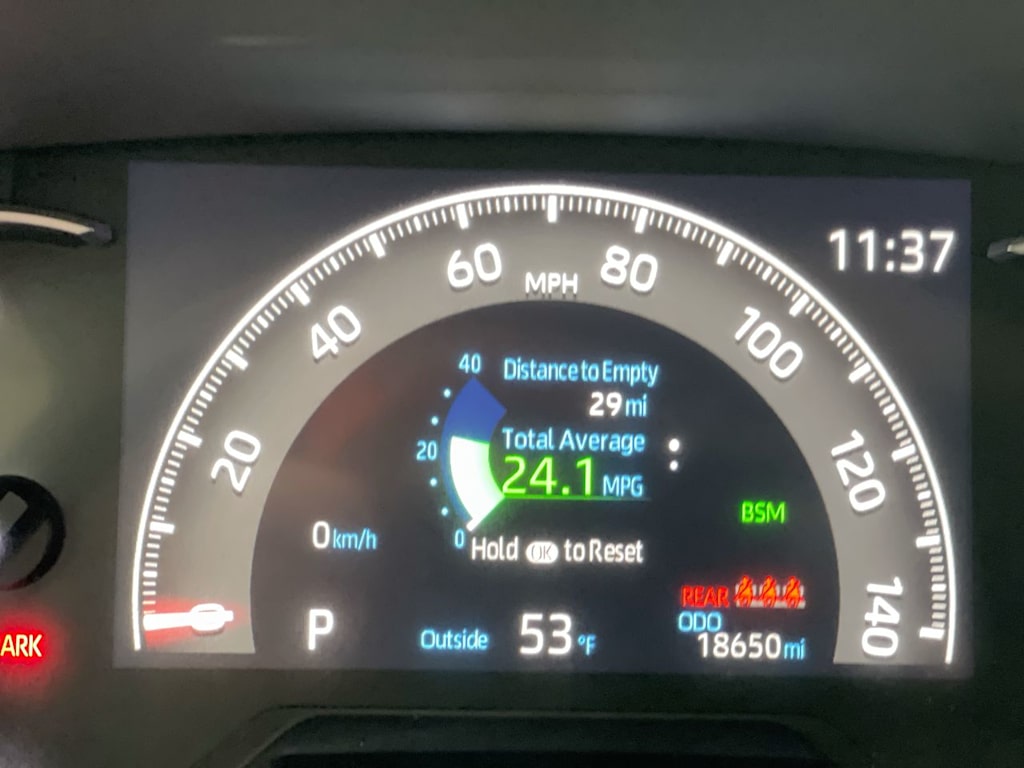 11:37
60
MPH
80
40
100
20
120
0
140
40
Distance to Empty
29 mi
20
Total Average
24.1 MPG
0
Hold OK to Reset
BSM
0 km/h
P
Outside 53 °F
REAR
ODO
18650 mi
ARK